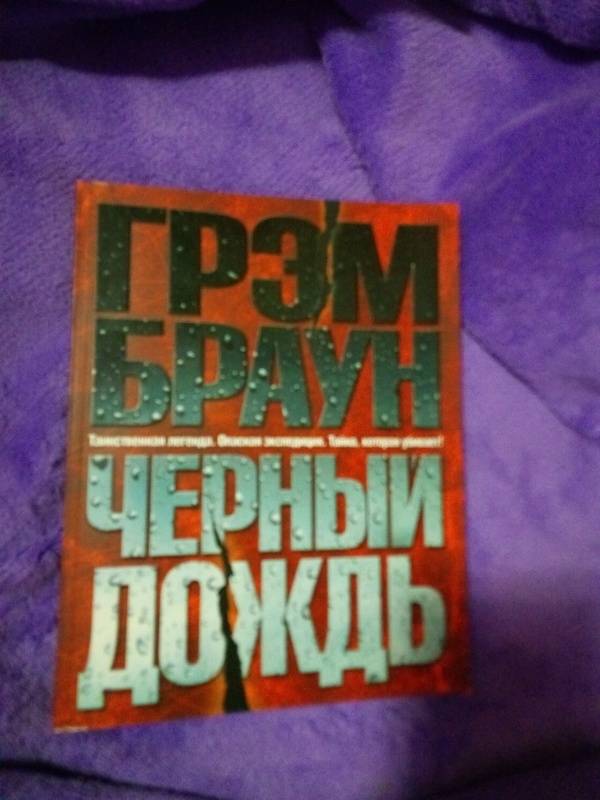 ГРЭМ
БРАУН
Таинственная легенда. Опасная экспедиция. Тайна, которая убивает!
ЧЕРНЫЙ
ДОЖДЬ